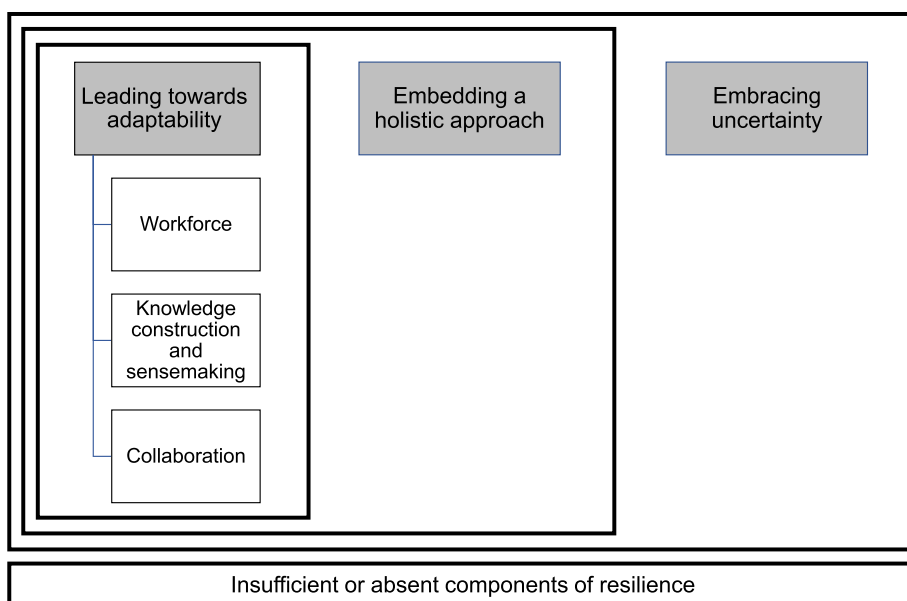 Leading towards
adaptability
Embedding a
holistic approach
Embracing
uncertainty
Workforce
Knowledge
construction
and
sensemaking
Collaboration
Insufficient or absent components of resilience